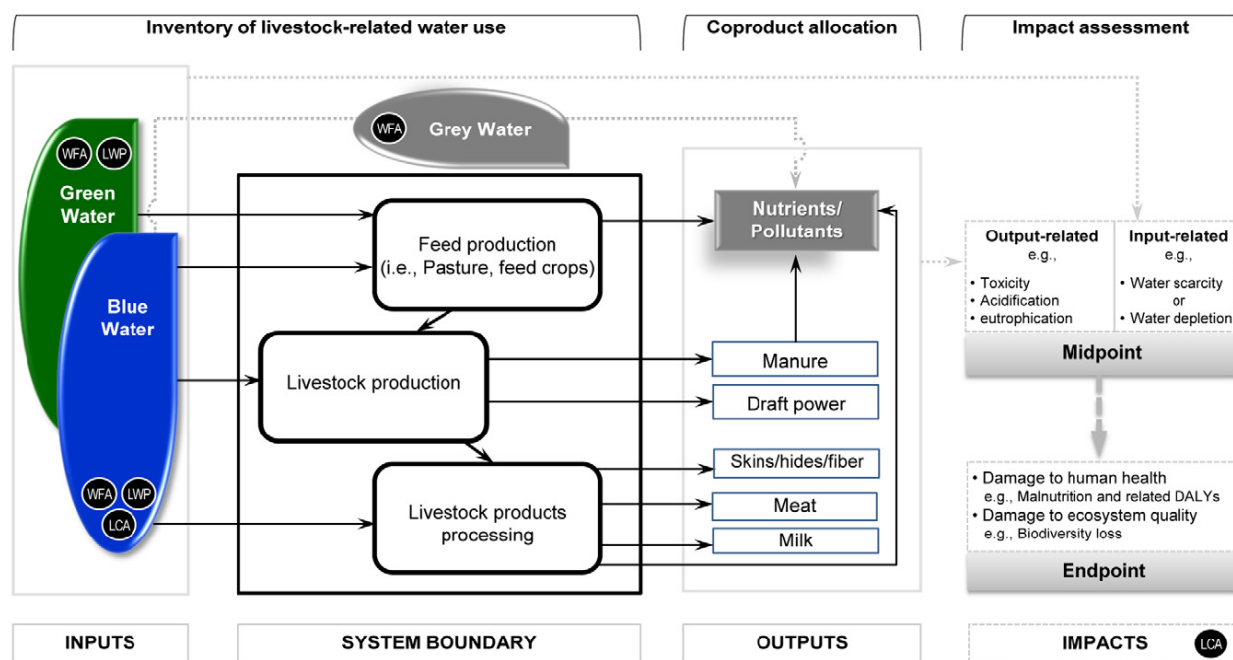 Inventory of livestock-related water use
Coproduct allocation
Impact assessment
WFA
Grey Water
WFA LWP
Green
Water
Blue
Water
WFA LWP
LCA
Feed production
(i.e., Pasture, feed crops)
Livestock production
Livestock products
processing
Nutrients/
Pollutants
Manure
Draft power
Skins/hides/fiber
Meat
Milk
Output-related
e.g.,
• Toxicity
• Acidification
• eutrophication
Input-related
e.g.,
• Water scarcity
or
• Water depletion
Midpoint
• Damage to human health
e.g., Malnutrition and related DALYs
• Damage to ecosystem quality
e.g., Biodiversity loss
Endpoint
INPUTS
SYSTEM BOUNDARY
OUTPUTS
IMPACTS LCA